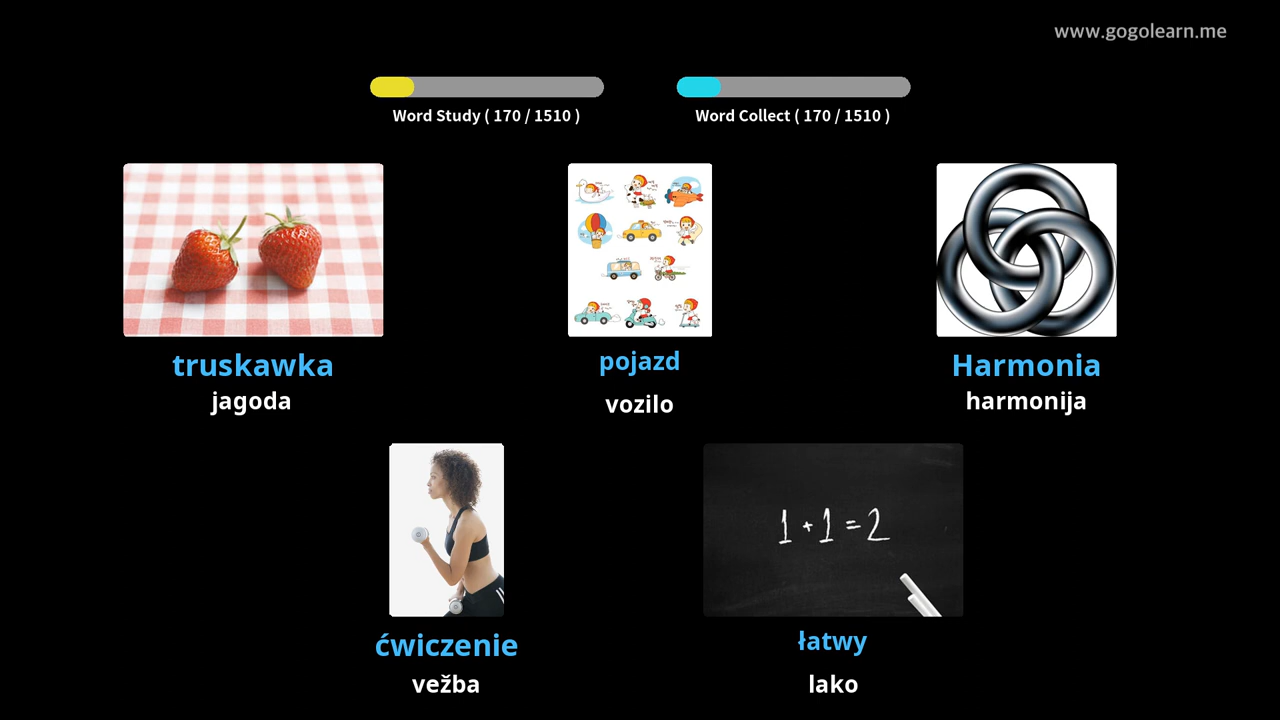 www.gogolearn.me
Word Study ( 170 / 1510 )
Word Collect ( 170 / 1510 )
truskawka
jagoda
pojazd
vozilo
Harmonia
harmonija
1 + 1 = 2
ćwiczenie
vežba
łatwy
lako